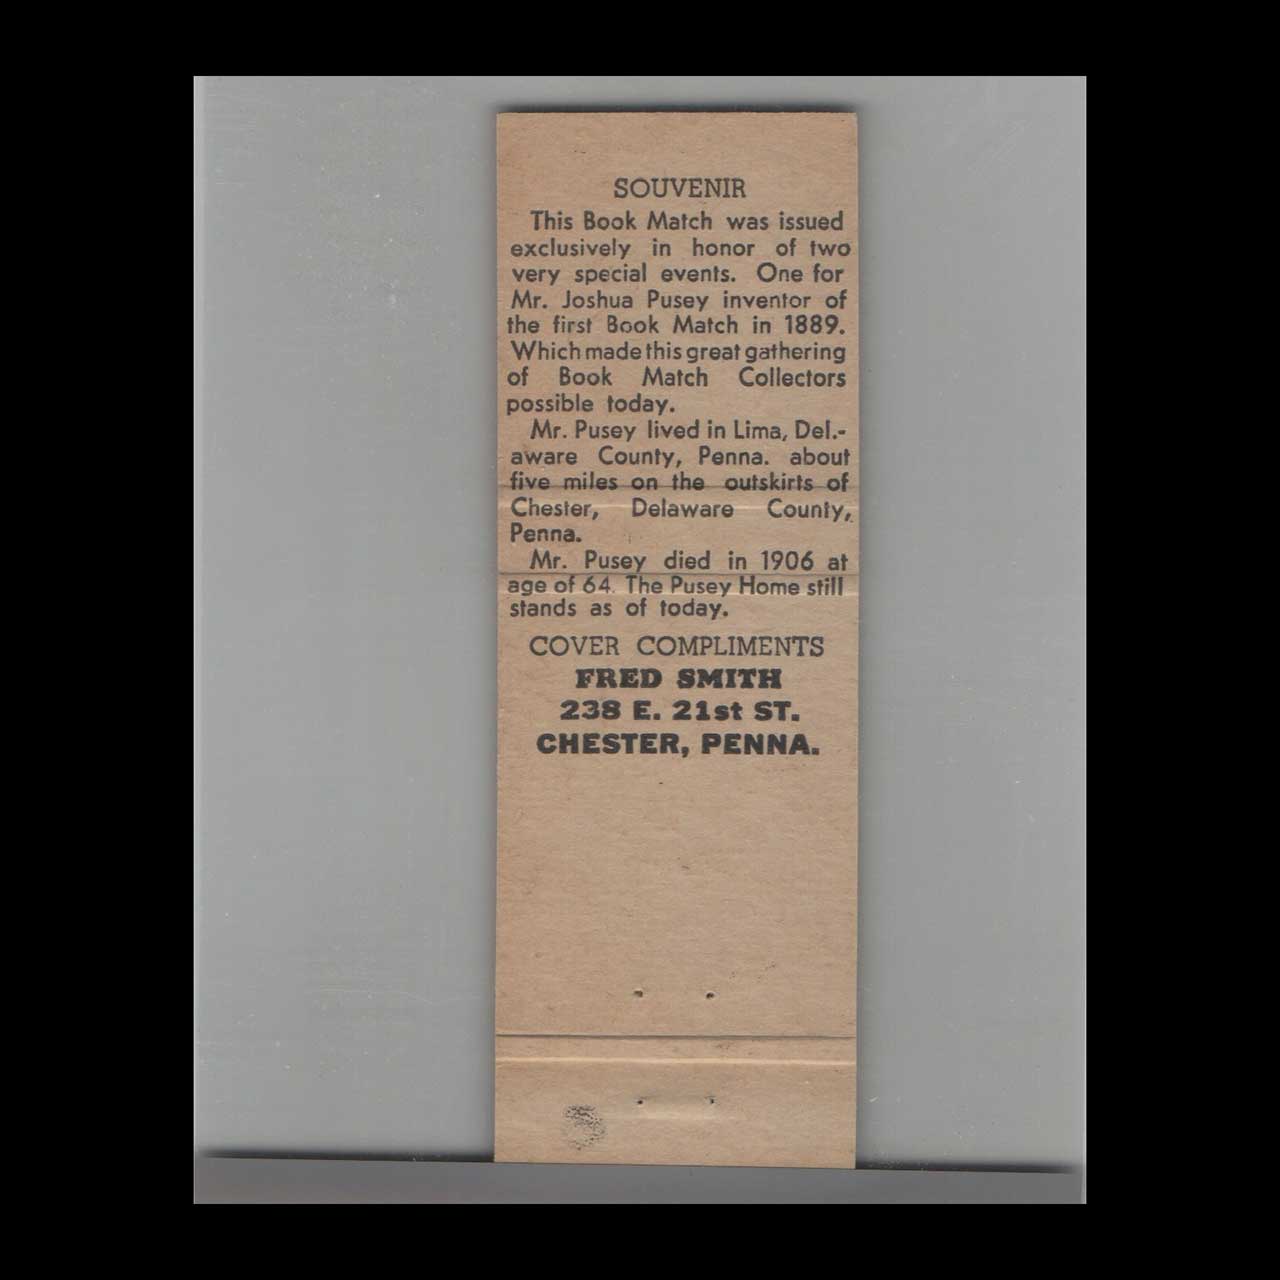 SOUVENIR
This Book Match was issued
exclusively in honor of two
very special events. One for
Mr. Joshua Pusey inventor of
the first Book Match in 1889.
Which made this great gathering
of Book Match Collectors
possible today.
Mr. Pusey lived in Lima, Del.-
aware County, Penna. about
five miles on the outskirts of
Chester, Delaware County,
Penna.
Mr. Pusey died in 1906 at
age of 64. The Pusey Home still
stands as of today.
COVER COMPLIMENTS
FRED SMITH
238 E. 21st ST.
CHESTER, PENNA.